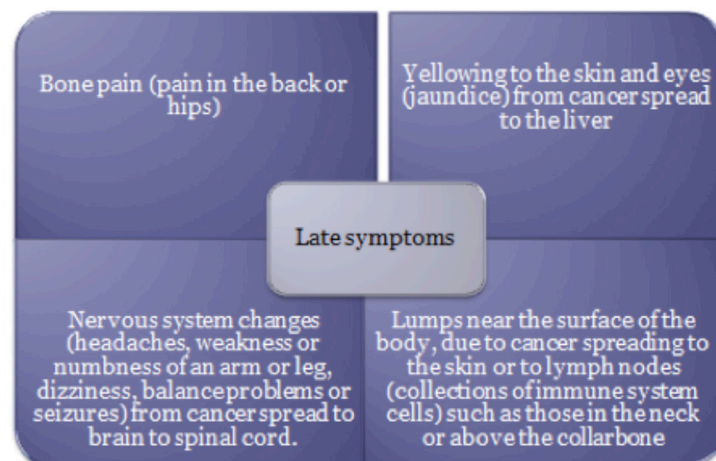 Bone pain (pain in the back or
hips)
Yellowing to the skin and eyes
(jaundice) from cancer spread
to the liver
Late symptoms
Nervous system changes
(headaches, weakness or
numbness of an arm or leg,
dizziness, balance problems or
seizures) from cancer spread to
brain to spinal cord.
Lumps near the surface of the
body, due to cancer spreading to
the skin or to lymph nodes
(collections of immune system
cells) such as those in the neck
or above the collarbone